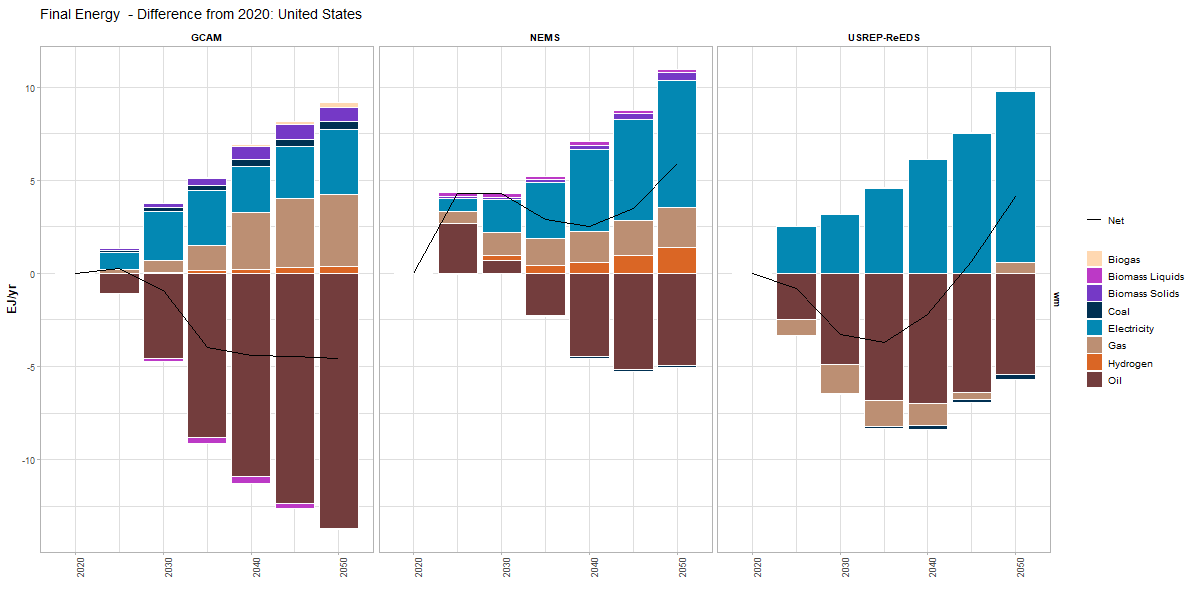 Final Energy  - Difference from 2020: United States
GCAM
NEMS
USREP-ReEDS
EJ/yr
10
5
0
-5
-10
2020
2030
2040
2050
2020
2030
2040
2050
2020
2030
2040
2050
wm
Net
Biogas
Biomass Liquids
Biomass Solids
Coal
Electricity
Gas
Hydrogen
Oil